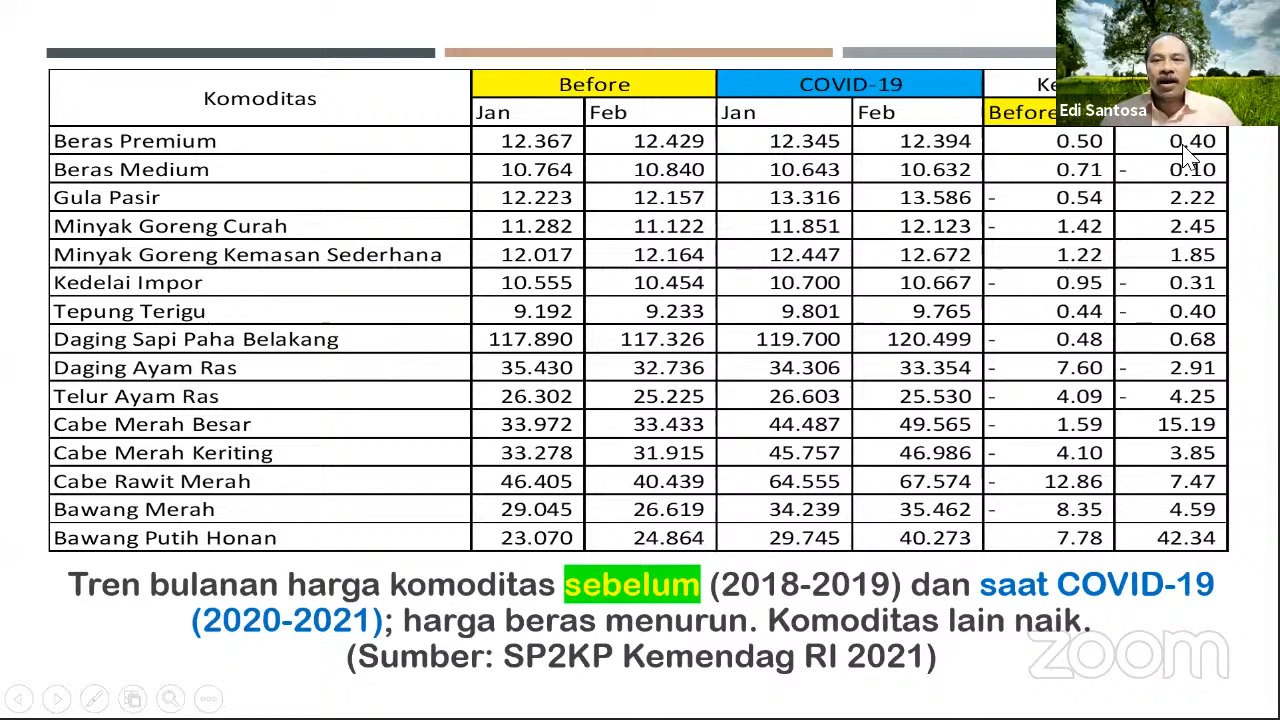 Komoditas Before COVID-19 Ke
Jan Feb Jan Feb Before
Edi Santosa
Beras Premium 12.367 12.429 12.345 12.394 0.50 0.40
Beras Medium 10.764 10.840 10.643 10.632 0.71 - 0.10
Gula Pasir 12.223 12.157 13.316 13.586 - 0.54 2.22
Minyak Goreng Curah 11.282 11.122 11.851 12.123 - 1.42 2.45
Minyak Goreng Kemasan Sederhana 12.017 12.164 12.447 12.672 1.22 1.85
Kedelai Impor 10.555 10.454 10.700 10.667 - 0.95 - 0.31
Tepung Terigu 9.192 9.233 9.801 9.765 0.44 - 0.40
Daging Sapi Paha Belakang 117.890 117.326 119.700 120.499 - 0.48 0.68
Daging Ayam Ras 35.430 32.736 34.306 33.354 - 7.60 - 2.91
Telur Ayam Ras 26.302 25.225 26.603 25.530 - 4.09 - 4.25
Cabe Merah Besar 33.972 33.433 44.487 49.565 - 1.59 15.19
Cabe Merah Keriting 33.278 31.915 45.757 46.986 - 4.10 3.85
Cabe Rawit Merah 46.405 40.439 64.555 67.574 - 12.86 7.47
Bawang Merah 29.045 26.619 34.239 35.462 - 8.35 4.59
Bawang Putih Honan 23.070 24.864 29.745 40.273 7.78 42.34
Tren bulanan harga komoditas sebelum (2018-2019) dan saat COVID-19
(2020-2021); harga beras menurun. Komoditas lain naik.
(Sumber: SP2KP Kemendag RI 2021)
zoom